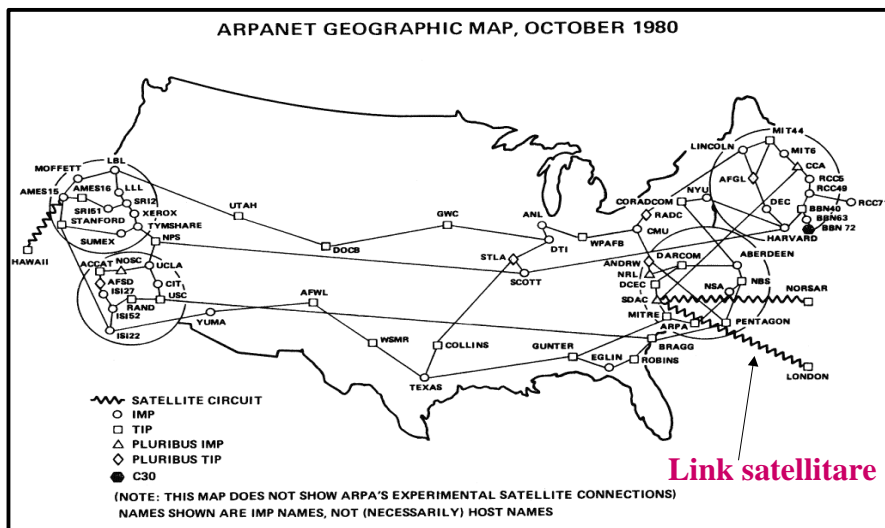 ARPANET GEOGRAPHIC MAP, OCTOBER 1980
MOFFETT
LBL
AMES15
AMES16
LLL
SRI2
SRI51
XEROX
STANFORD
TYMSHARE
SUMEX
NPS
HAWAII
UTAH
DOCB
GWC
ANL
DTI
WPAFB
STLA
SCOTT
CORADCOM
RADC
CMU
NYU
LINCOLN
MIT44
MIT6
CCA
AFGL
RCC5
RCC49
RCC71
DEC
BBN40
BBN63
BBN 72
HARVARD
ACCAT
NOSC
UCLA
AFSD
CIT
ISI27
RAND
USC
ISI52
ISI22
YUMA
AFWL
WSMR
TEXAS
COLLINS
GUNTER
EGLIN
ROBINS
BRAGG
ANDRW
DARCOM
ABERDEEN
NRL
DCEC
NSA
NBS
SDAC
NORSAR
MITRE
ARPA
PENTAGON
LONDON
SATELLITE CIRCUIT
IMP
TIP
PLURIBUS IMP
PLURIBUS TIP
C30
(NOTE: THIS MAP DOES NOT SHOW ARPA'S EXPERIMENTAL SATELLITE CONNECTIONS)
NAMES SHOWN ARE IMP NAMES, NOT (NECESSARILY) HOST NAMES
Link satellitare